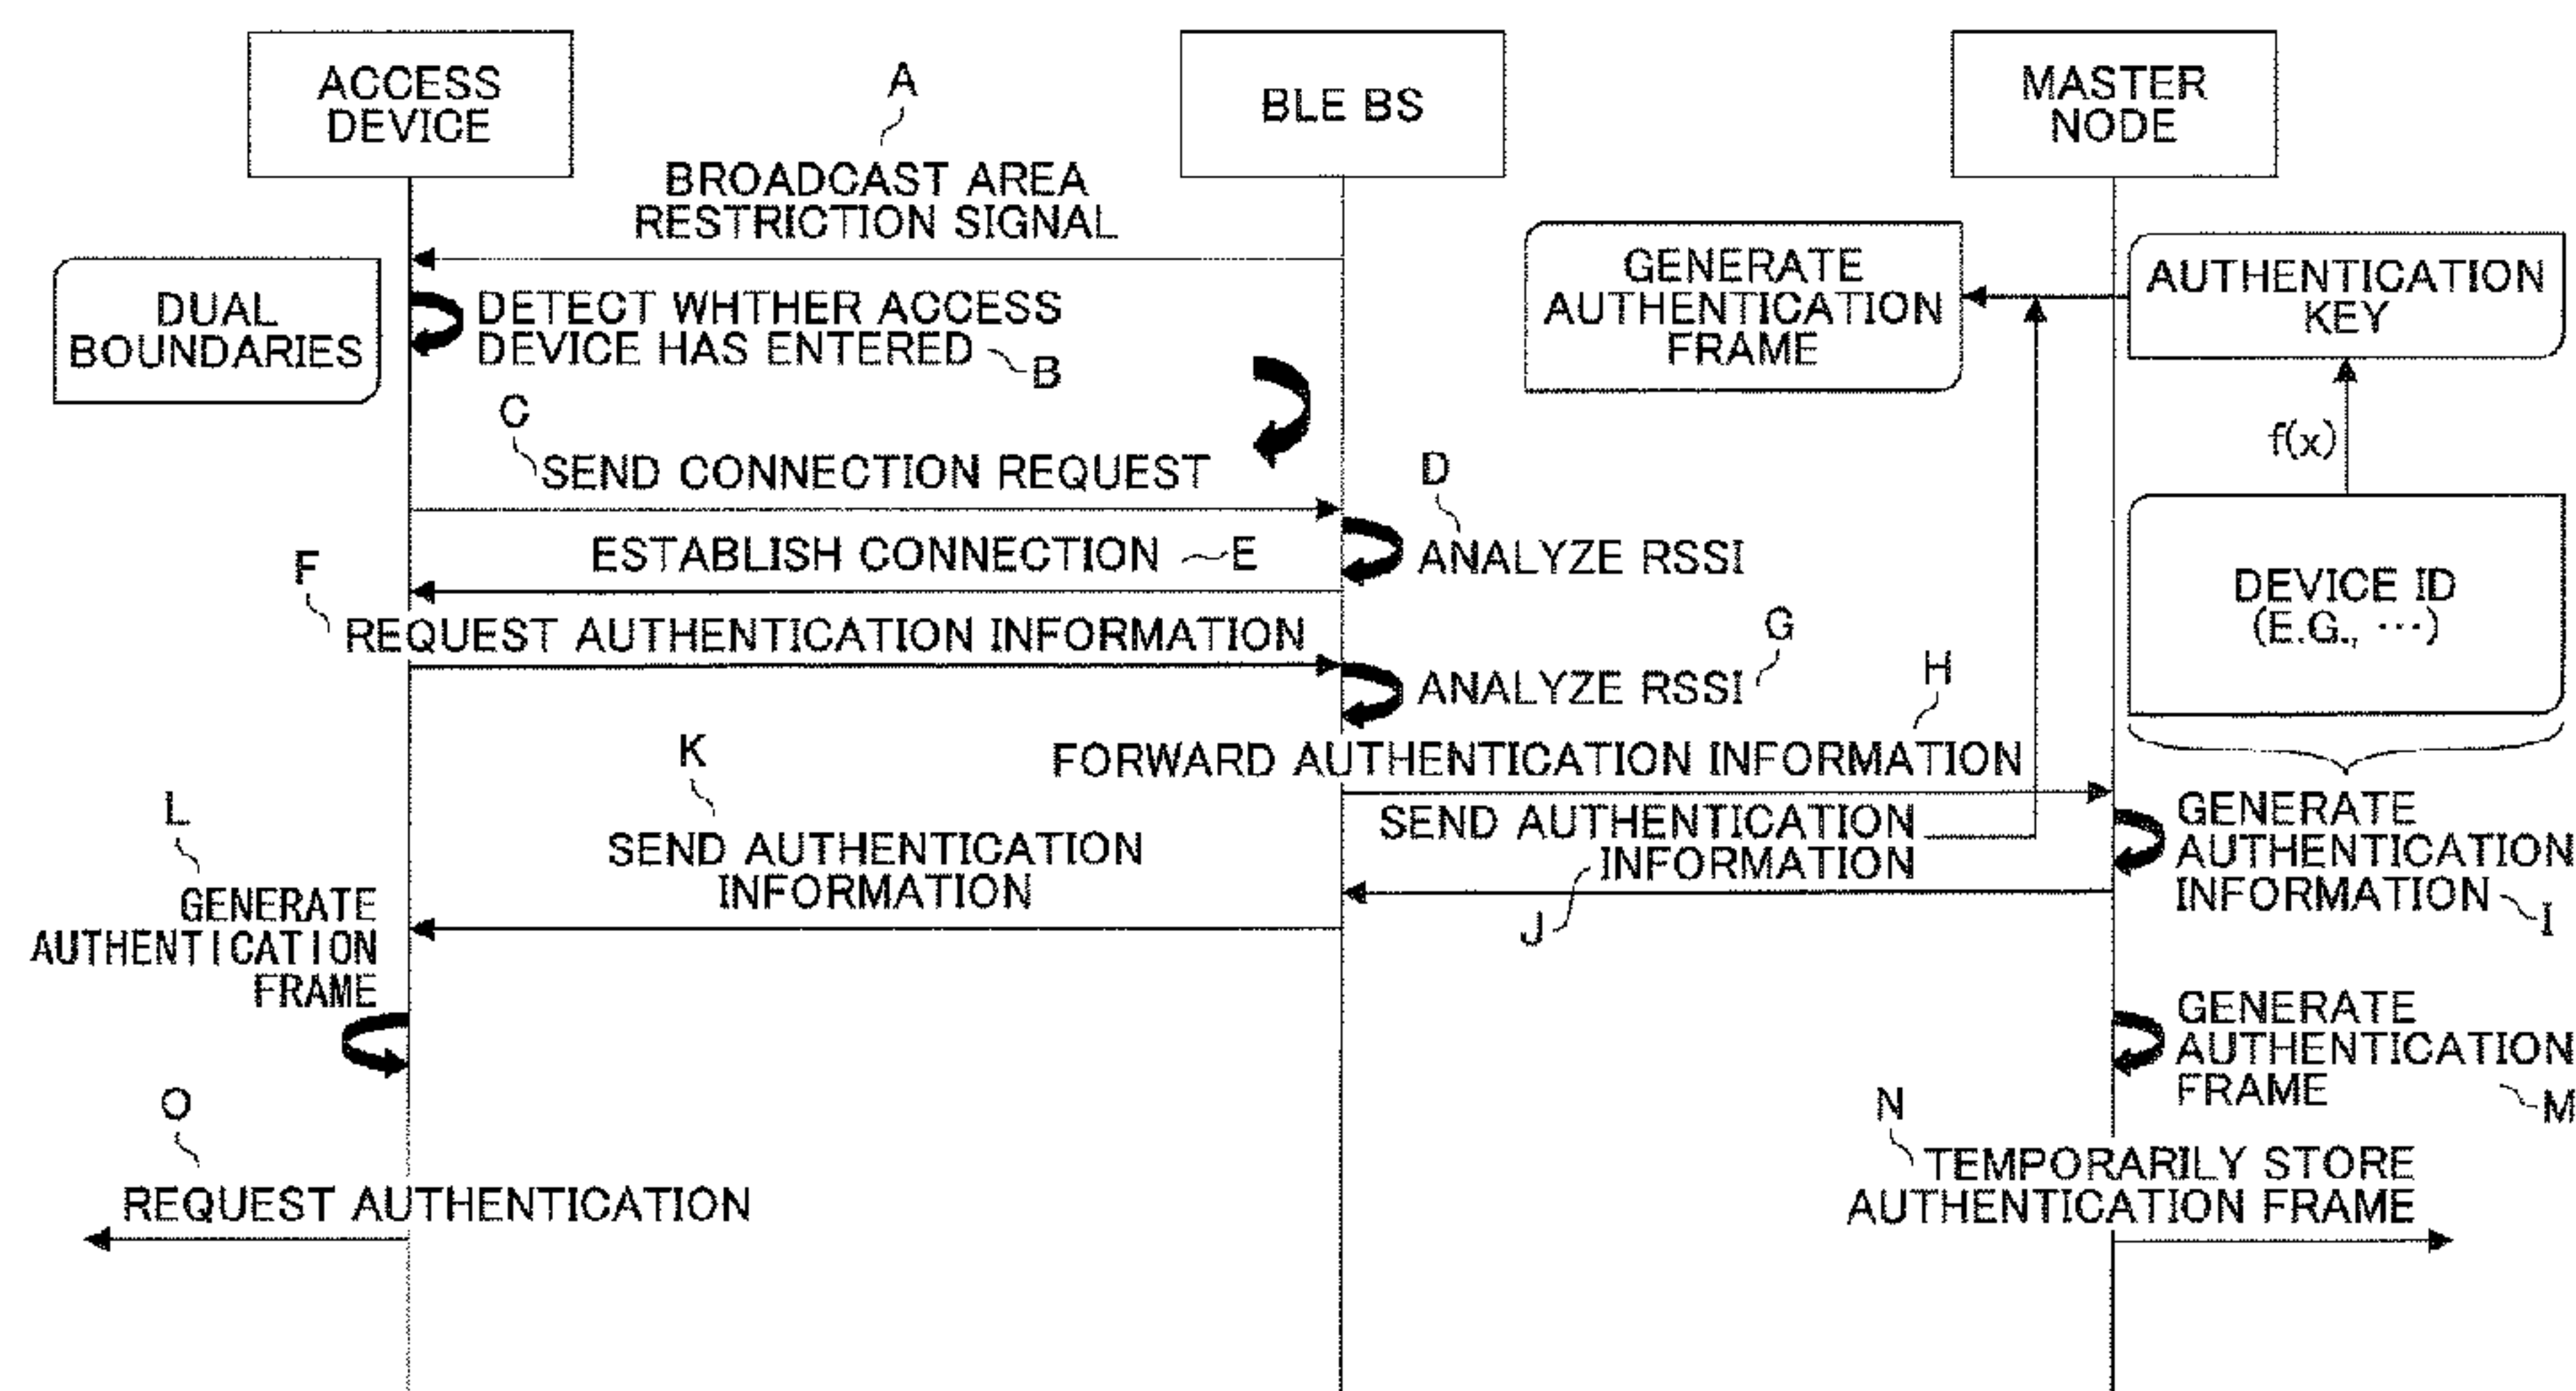 ACCESS
DEVICE
BLE BS
MASTER
NODE
A
BROADCAST AREA
RESTRICTION SIGNAL
DUAL
BOUNDARIES
DETECT WHTHER ACCESS
DEVICE HAS ENTERED
B
GENERATE
AUTHENTICATION
FRAME
AUTHENTICATION
KEY
f(x)
C
SEND CONNECTION REQUEST
D
ANALYZE RSSI
ESTABLISH CONNECTION
E
DEVICE ID
(E.G., ···)
F
REQUEST AUTHENTICATION INFORMATION
G
ANALYZE RSSI
H
FORWARD AUTHENTICATION INFORMATION
GENERATE
AUTHENTICATION
INFORMATION
I
SEND AUTHENTICATION
INFORMATION
J
K
SEND AUTHENTICATION
INFORMATION
L
GENERATE
AUTHENTICATION
FRAME
GENERATE
AUTHENTICATION
FRAME
M
N
TEMPORARILY STORE
AUTHENTICATION FRAME
O
REQUEST AUTHENTICATION